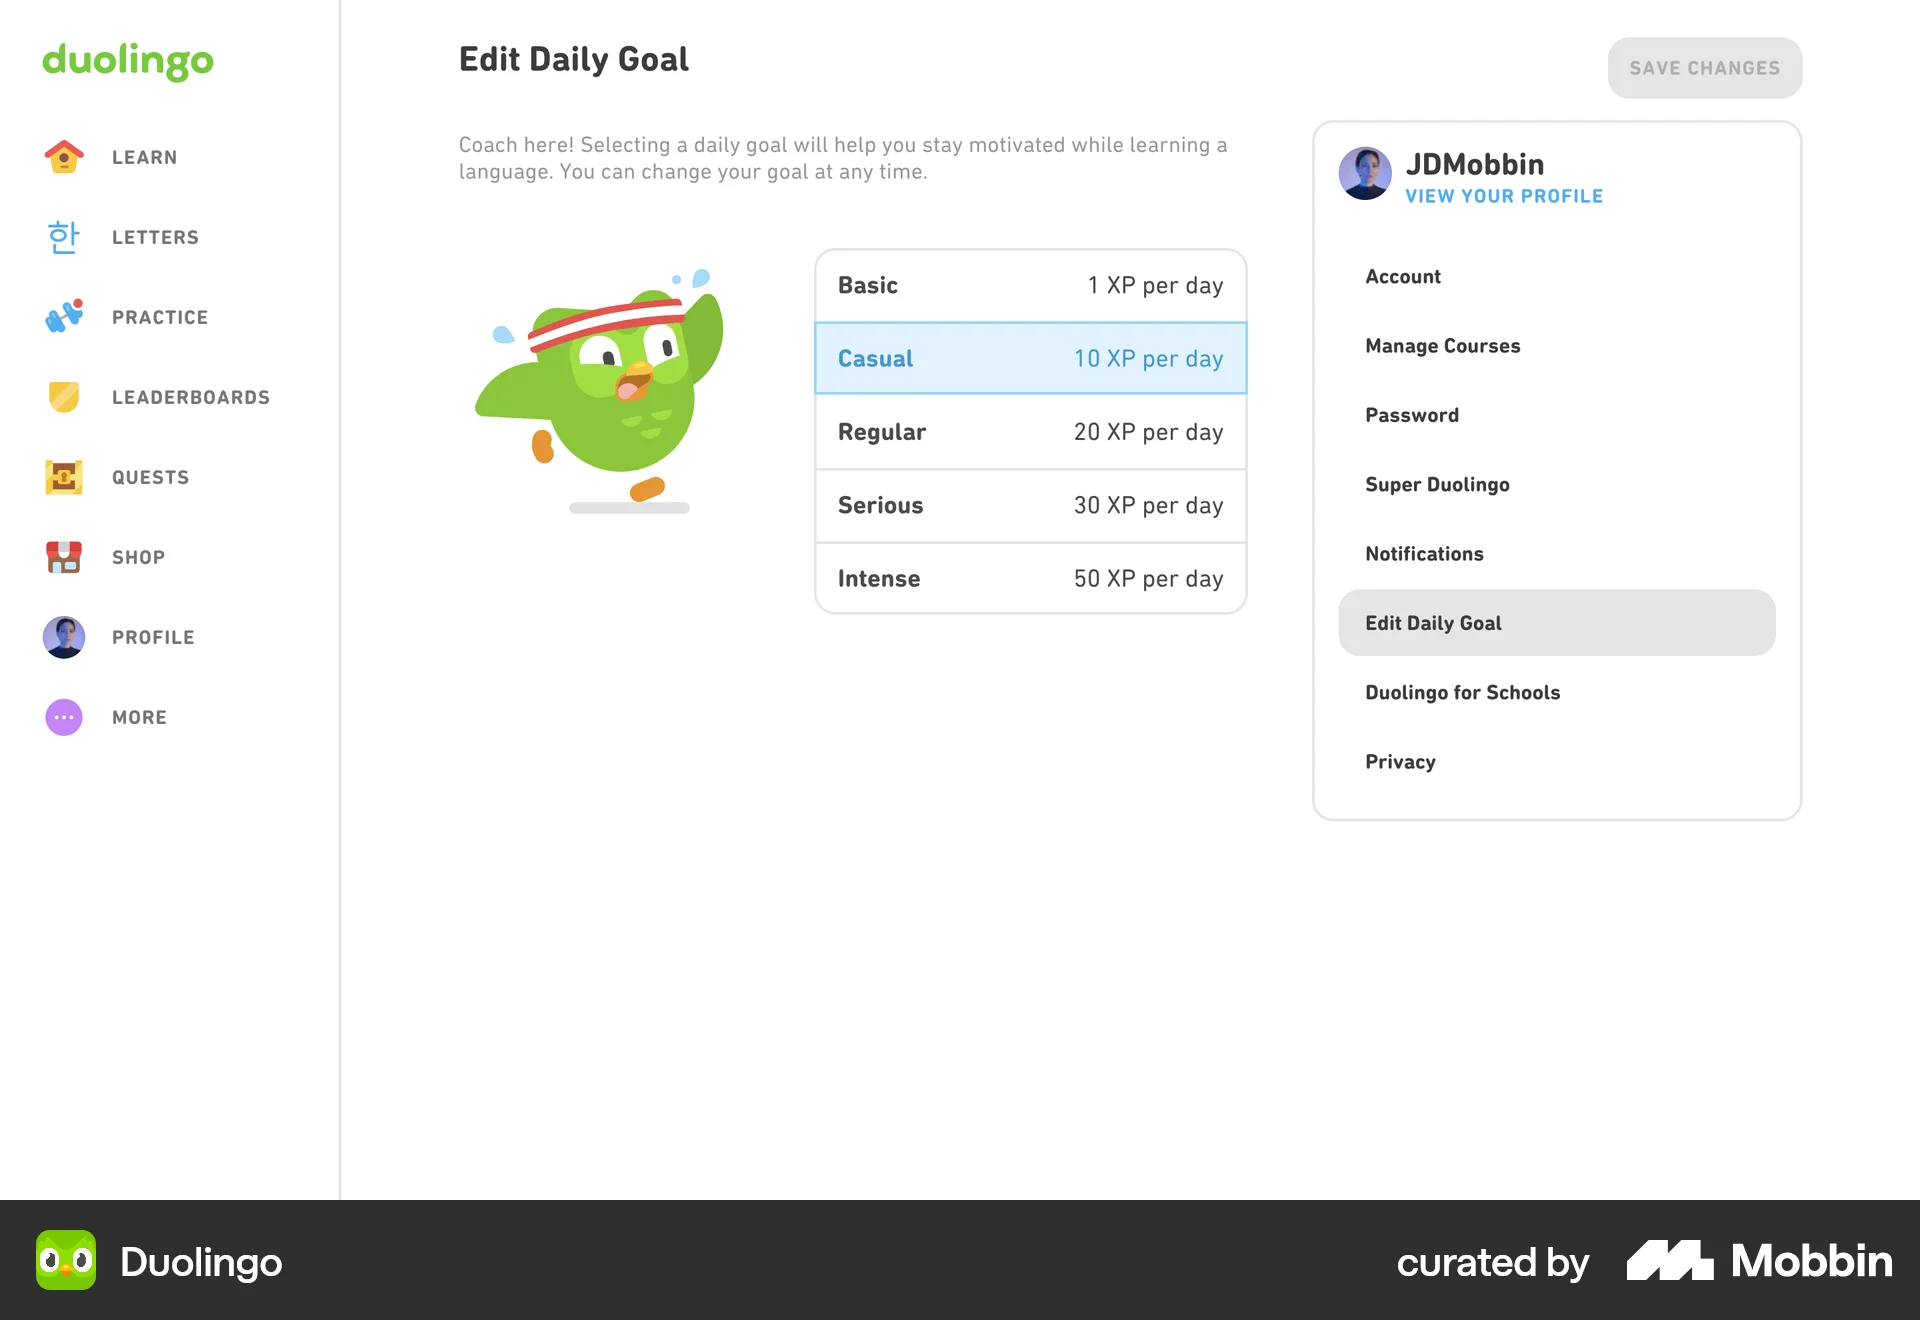 duolingo
LEARN
한
LETTERS
PRACTICE
LEADERBOARDS
QUESTS
SHOP
PROFILE
MORE
Edit Daily Goal
SAVE CHANGES
Coach here! Selecting a daily goal will help you stay motivated while learning a
language. You can change your goal at any time.
Basic 1 XP per day
Casual 10 XP per day
Regular 20 XP per day
Serious 30 XP per day
Intense 50 XP per day
JDMobbin
VIEW YOUR PROFILE
Account
Manage Courses
Password
Super Duolingo
Notifications
Edit Daily Goal
Duolingo for Schools
Privacy
Duolingo
curated by Mobbin